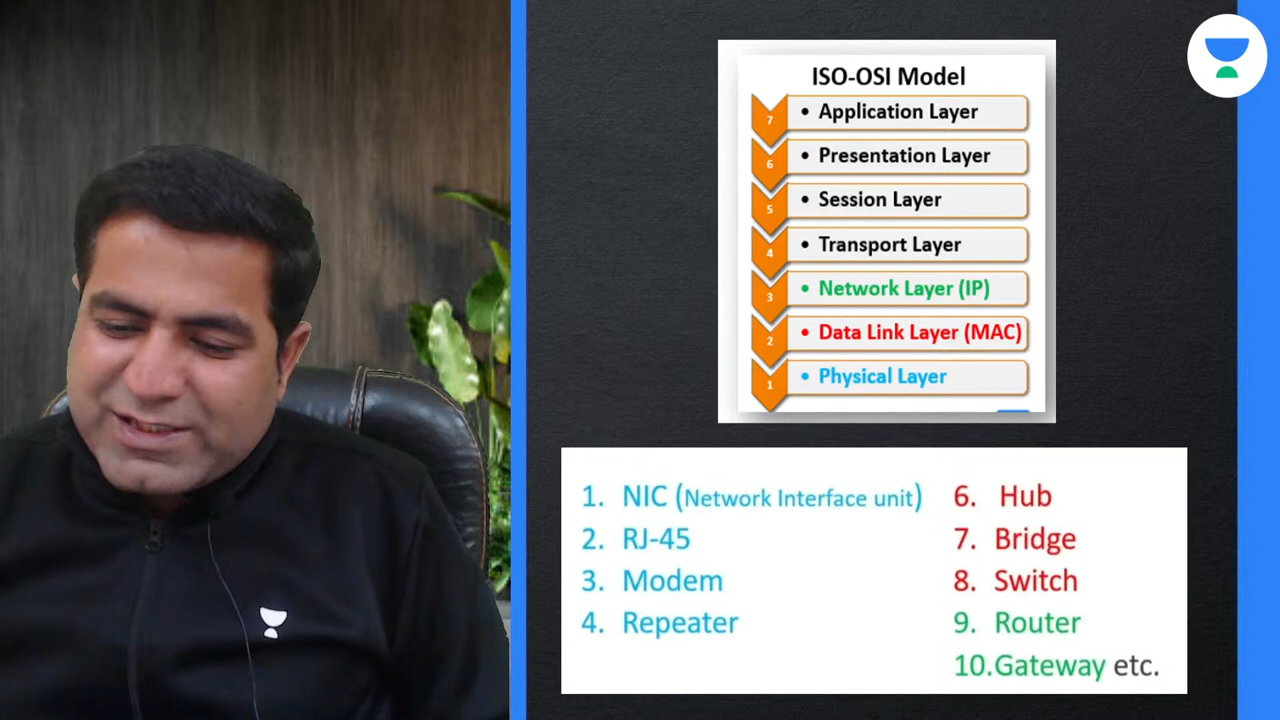 ISO-OSI Model
7 • Application Layer
6 • Presentation Layer
5 • Session Layer
4 • Transport Layer
3 • Network Layer (IP)
2 • Data Link Layer (MAC)
1 • Physical Layer
1. NIC (Network Interface unit)
2. RJ-45
3. Modem
4. Repeater
6. Hub
7. Bridge
8. Switch
9. Router
10.Gateway etc.